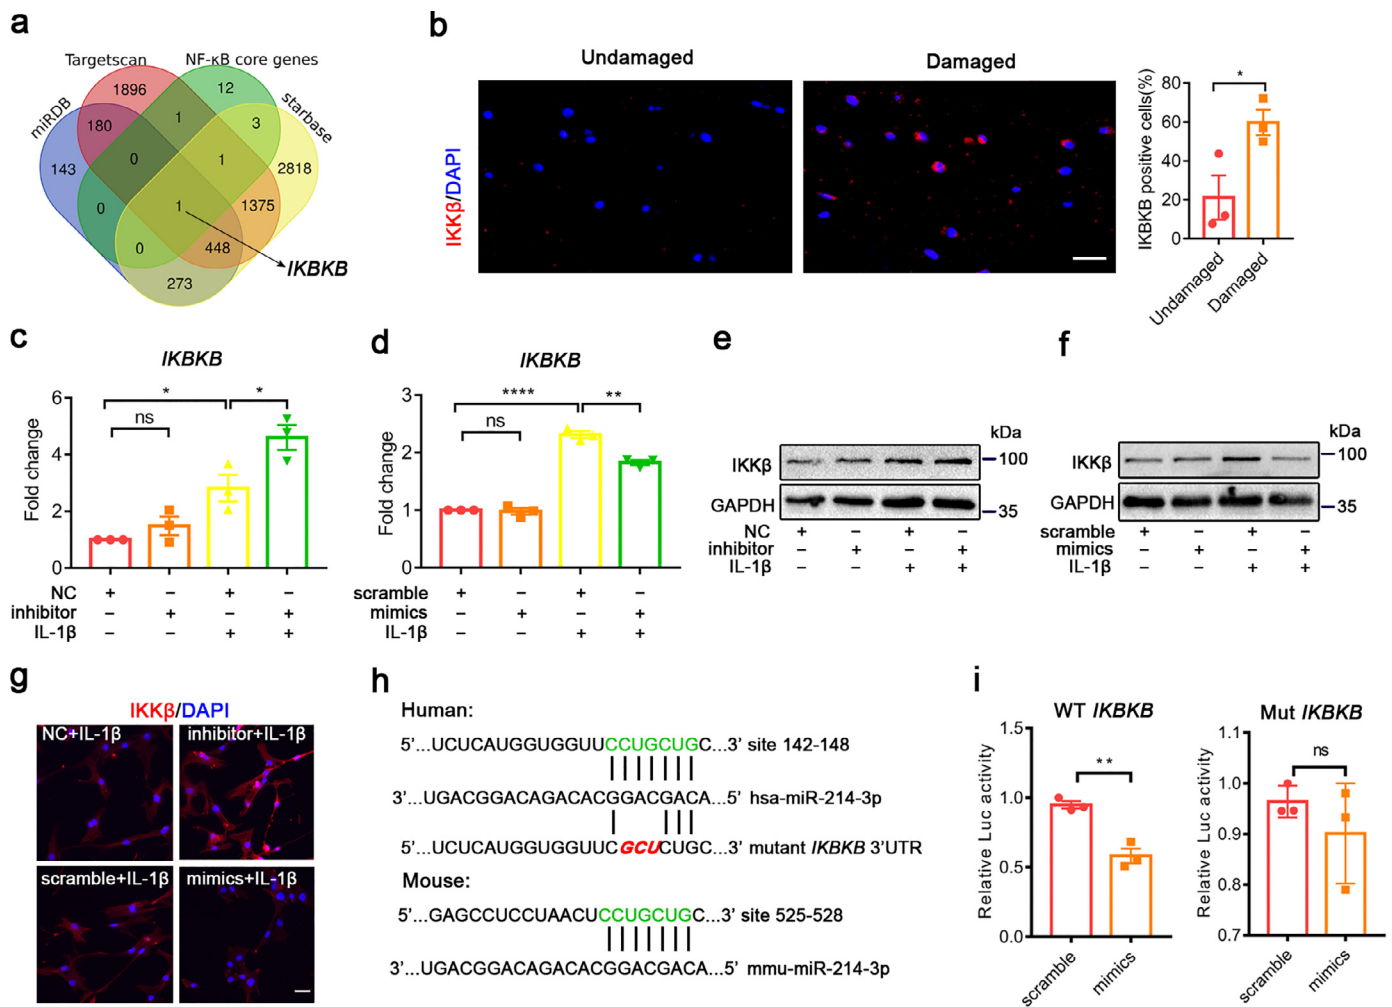 a
Targetscan
NF-κB core genes
miRDB
starbase
1896
12
180
1
3
143
0
1
2818
0
1
1375
0
448
273
IKBKB
b
Undamaged
Damaged
IKKβ/DAPI
IKBKB positive cells(%)
80
60
40
20
0
*
Undamaged
Damaged
c
IKBKB
Fold change
6
4
2
0
*
*
ns
NC + − + −
inhibitor − + − +
IL-1β − − + +
d
IKBKB
Fold change
3
2
1
0
****
**
ns
scramble + − + −
mimics − + − +
IL-1β − − + +
e
kDa
IKKβ
100
GAPDH
35
NC + − + −
inhibitor − + − +
IL-1β − − + +
f
kDa
IKKβ
100
GAPDH
35
scramble + − + −
mimics − + − +
IL-1β − − + +
g
IKKβ/DAPI
NC+IL-1β
inhibitor+IL-1β
scramble+IL-1β
mimics+IL-1β
h
Human:
5’...UCUCAUGGUGGUUCCUGCUGC...3’ site 142-148
3’...UGACGGACAGACACGGACGACA...5’ hsa-miR-214-3p
5’...UCUCAUGGUGGUUCGCUCUGC...3’ mutant IKBKB 3’UTR
Mouse:
5’...GAGCCUCCUAACUCCUGCUGC...3’ site 525-528
3’...UGACGGACAGACACGGACGACA...5’ mmu-miR-214-3p
i
WT IKBKB
Relative Luc activity
1.5
1.0
0.5
0.0
**
scramble
mimics
Mut IKBKB
Relative Luc activity
1.1
1.0
0.9
0.8
0.7
ns
scramble
mimics